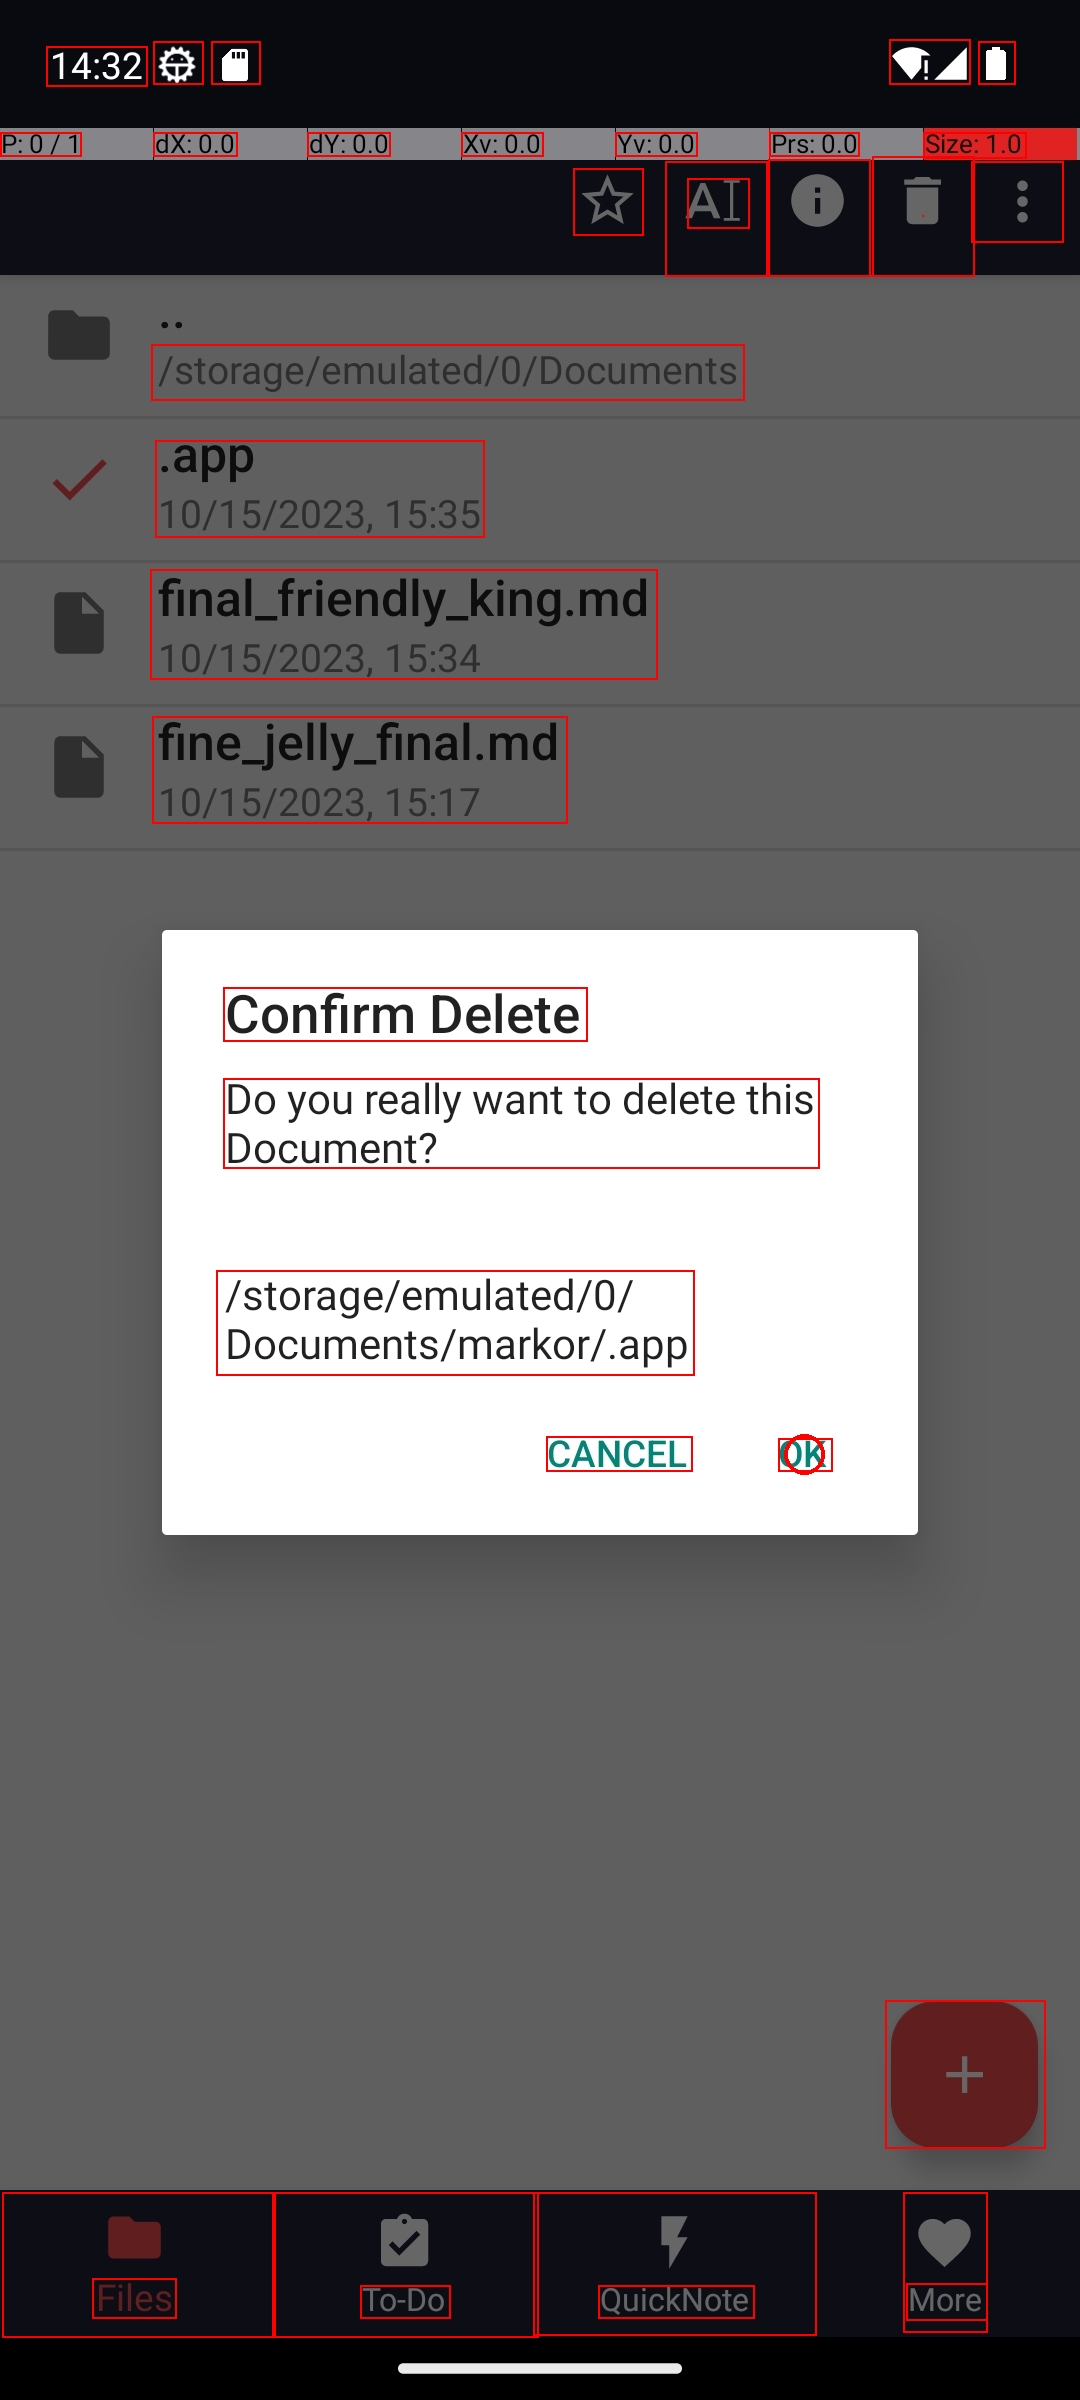 14:32
P: 0 / 1
dX: 0.0
dY: 0.0
Xv: 0.0
Yv: 0.0
Prs: 0.0
Size: 1.0
..
/storage/emulated/0/Documents
.app
10/15/2023, 15:35
final_friendly_king.md
10/15/2023, 15:34
fine_jelly_final.md
10/15/2023, 15:17
Confirm Delete
Do you really want to delete this
Document?
/storage/emulated/0/
Documents/markor/.app
CANCEL
OK
Files
To-Do
QuickNote
More